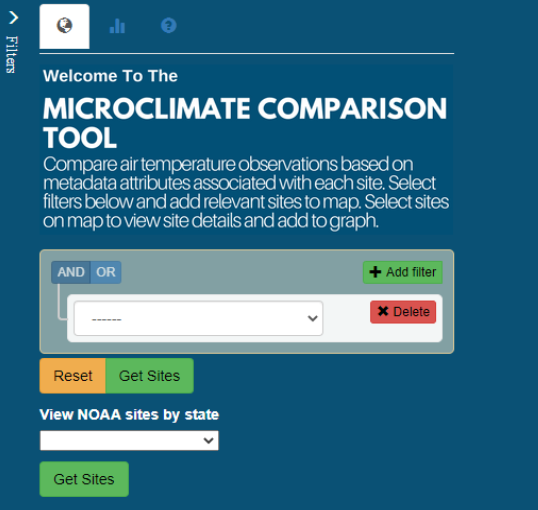 Filters
Welcome To The
MICROCLIMATE COMPARISON
TOOL
Compare air temperature observations based on
metadata attributes associated with each site. Select
filters below and add relevant sites to map. Select sites
on map to view site details and add to graph.
AND OR
Add filter
------
Delete
Reset
Get Sites
View NOAA sites by state
Get Sites